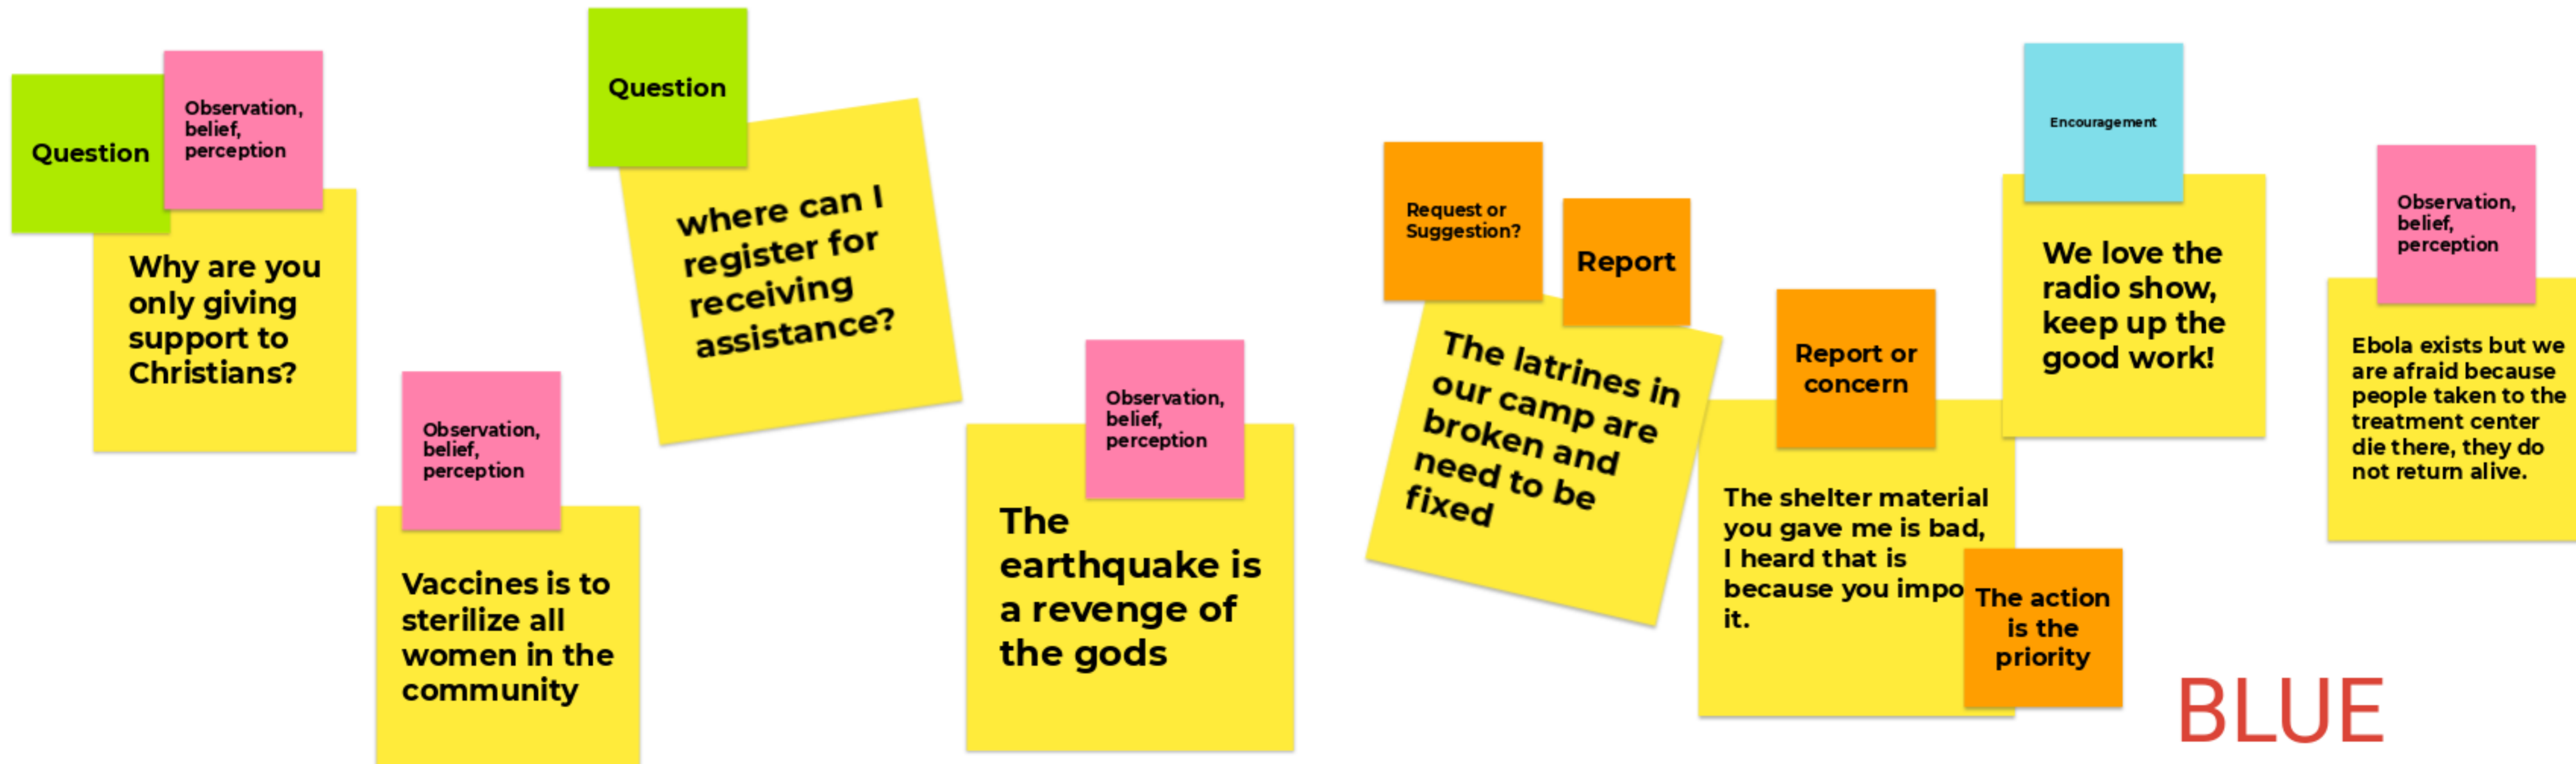 Question
Observation,
belief,
perception
Why are you
only giving
support to
Christians?
Observation,
belief,
perception
Vaccines is to
sterilize all
women in the
community
Question
where can I
register for
receiving
assistance?
Observation,
belief,
perception
The
earthquake is
a revenge of
the gods
Request or
Suggestion?
Report
The latrines in
our camp are
broken and
need to be
fixed
Report or
concern
The shelter material
you gave me is bad,
I heard that is
because you impo
it.
The action
is the
priority
Encouragement
We love the
radio show,
keep up the
good work!
Observation,
belief,
perception
Ebola exists but we
are afraid because
people taken to the
treatment center
die there, they do
not return alive.
BLUE